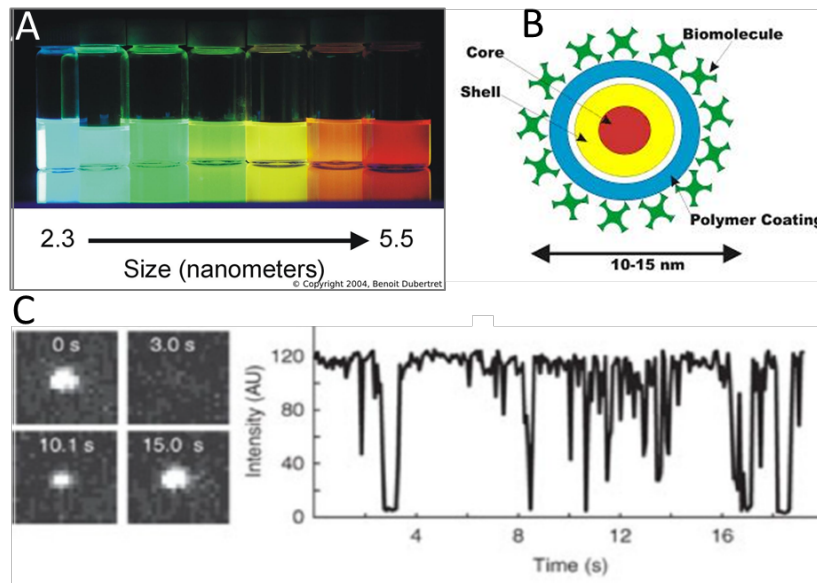 A
2.3
5.5
Size (nanometers)
© Copyright 2004, Benoit Dubertret
B
Core
Biomolecule
Shell
Polymer Coating
10-15 nm
C
0 s
3.0 s
10.1 s
15.0 s
Intensity (AU)
120
80
40
0
4
8
12
16
Time (s)